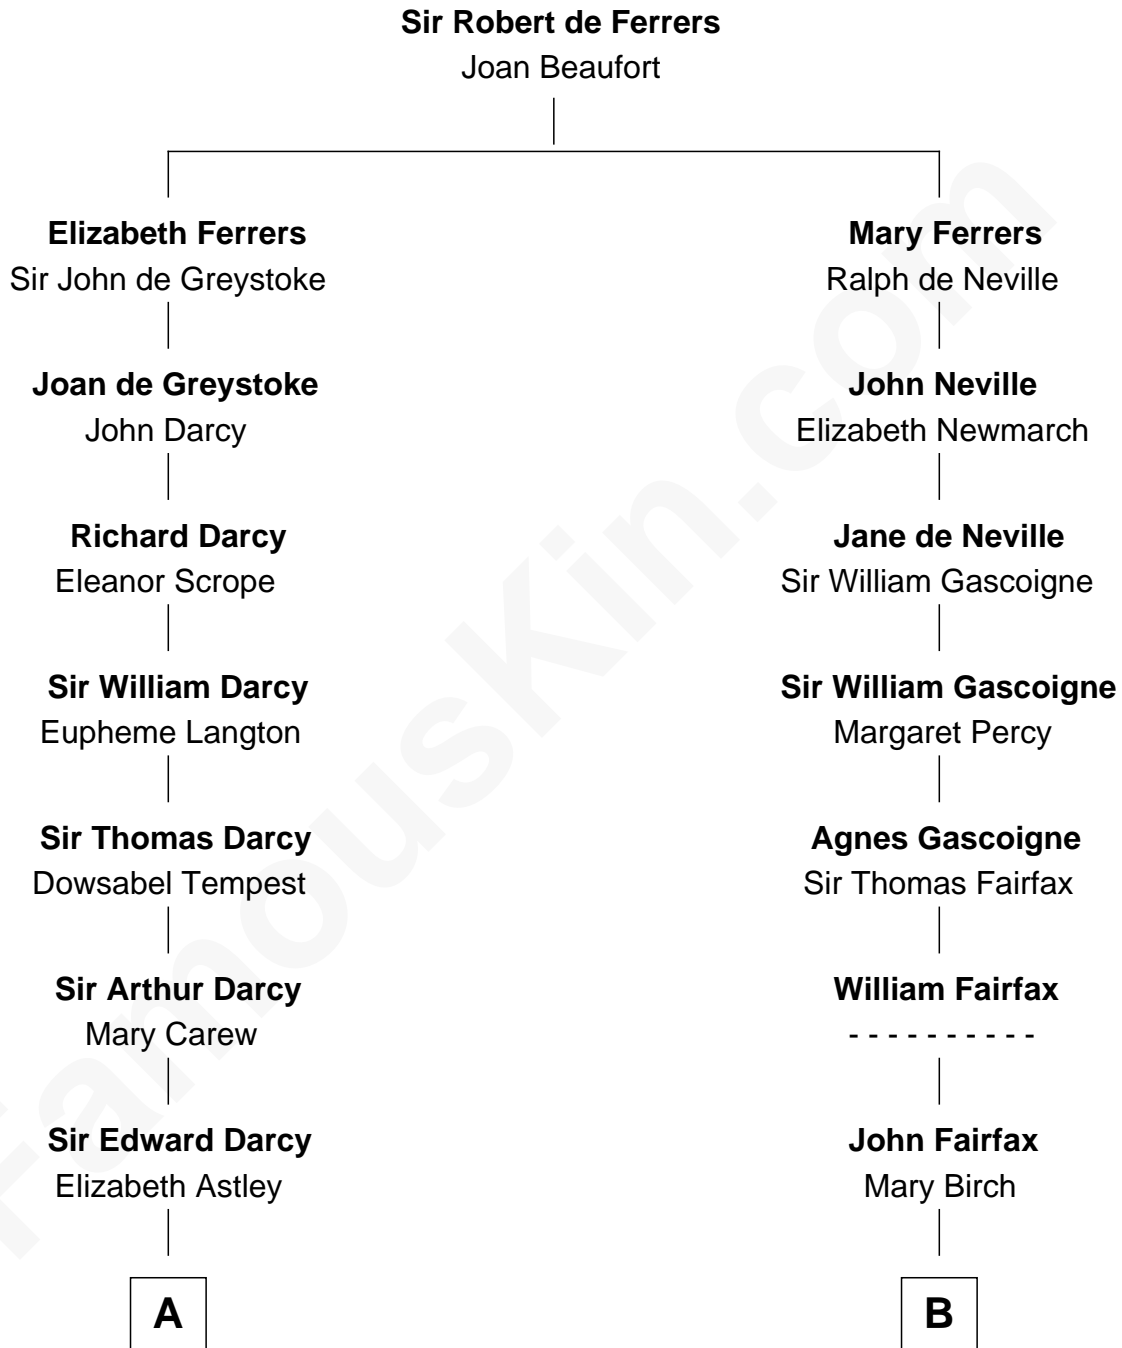 Sir Robert de Ferrers
Joan Beaufort
Elizabeth Ferrers
Sir John de Greystoke
Mary Ferrers
Ralph de Neville
Joan de Greystoke
John Darcy
John Neville
Elizabeth Newmarch
Richard Darcy
Eleanor Scrope
Jane de Neville
Sir William Gascoigne
Sir William Darcy
Eupheme Langton
Sir William Gascoigne
Margaret Percy
Sir Thomas Darcy
Dowsabel Tempest
Agnes Gascoigne
Sir Thomas Fairfax
Sir Arthur Darcy
Mary Carew
William Fairfax
- - - - - - - - - -
Sir Edward Darcy
Elizabeth Astley
John Fairfax
Mary Birch
A
B
FamousKin.com